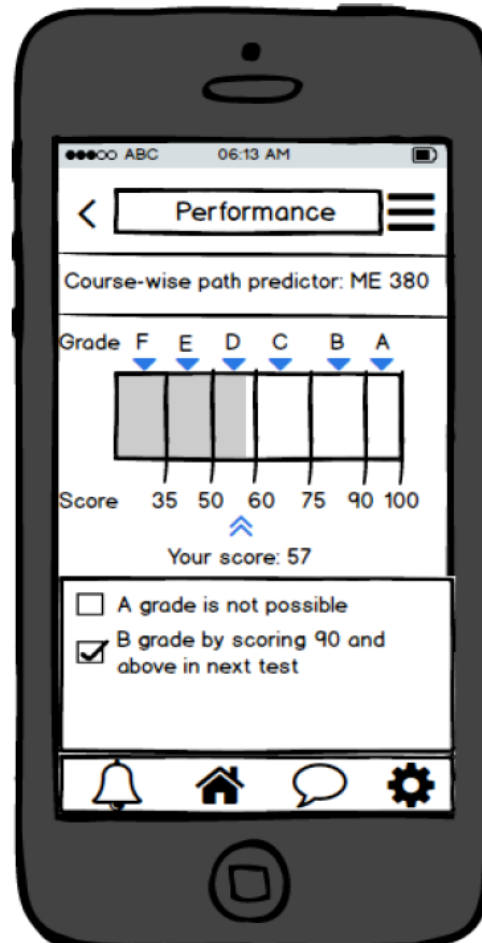 ABC 06:13 AM
Performance
Course-wise path predictor: ME 380
Grade F E D C B A
Score 35 50 60 75 90 100
Your score: 57
A grade is not possible
B grade by scoring 90 and
above in next test